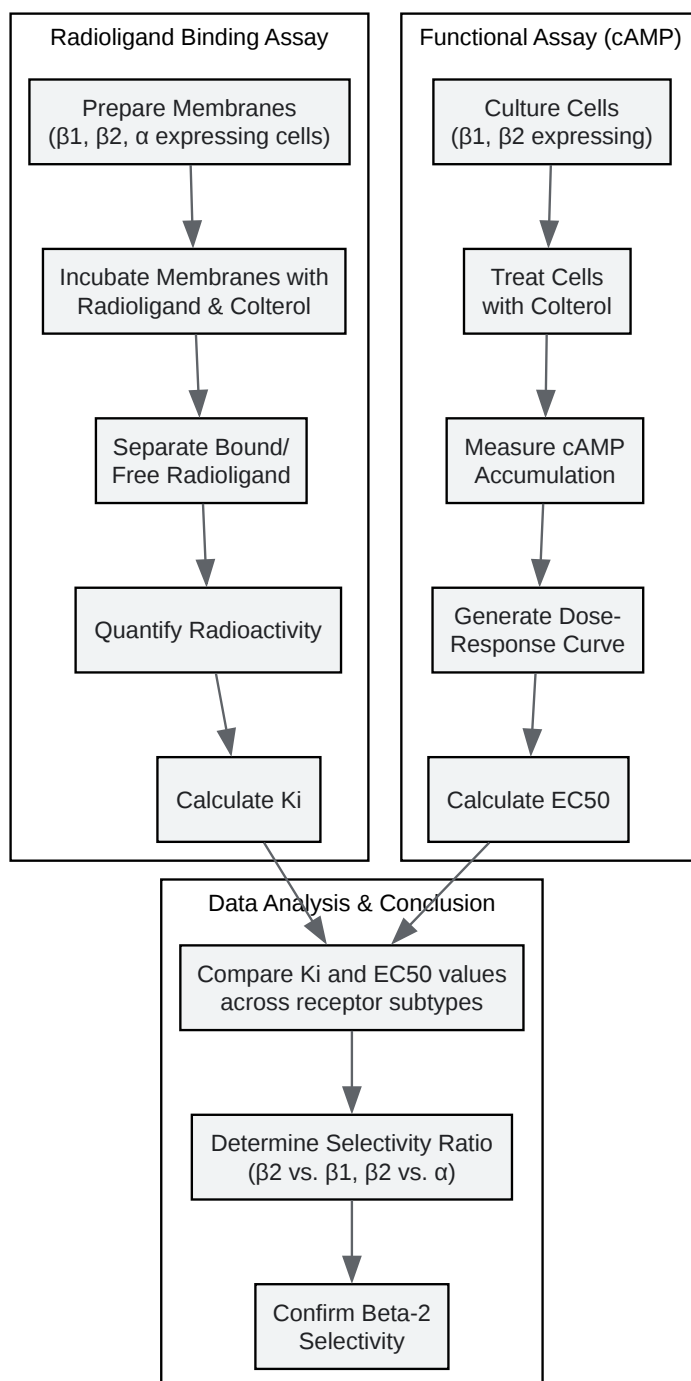 Radioligand Binding Assay
Prepare Membranes
(β1, β2, α expressing cells)
Incubate Membranes with
Radioligand & Colterol
Separate Bound/
Free Radioligand
Quantify Radioactivity
Calculate Ki
Functional Assay (cAMP)
Culture Cells
(β1, β2 expressing)
Treat Cells
with Colterol
Measure cAMP
Accumulation
Generate Dose-
Response Curve
Calculate EC50
Data Analysis & Conclusion
Compare Ki and EC50 values
across receptor subtypes
Determine Selectivity Ratio
(β2 vs. β1, β2 vs. α)
Confirm Beta-2
Selectivity